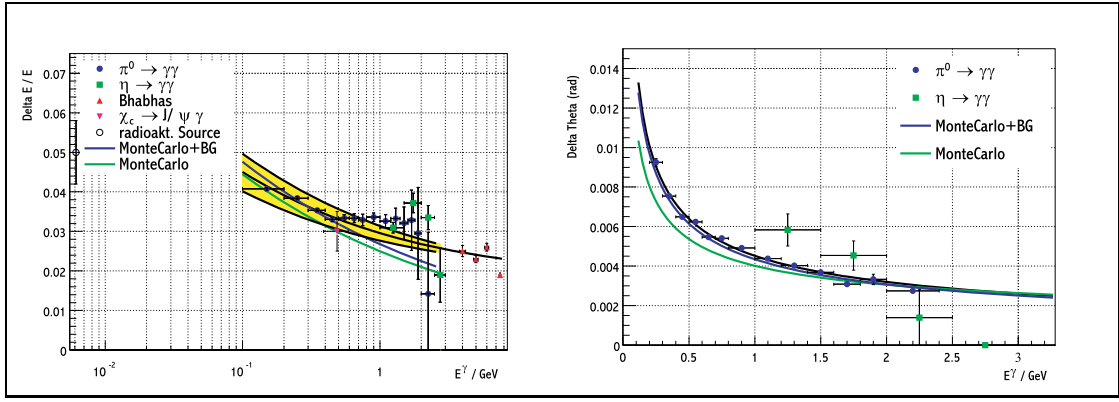 Delta E / E
0.07
0.06
0.05
0.04
0.03
0.02
0.01
0
π⁰ → γγ
η → γγ
Bhabhas
χc → J/ ψ γ
radioakt. Source
MonteCarlo+BG
MonteCarlo
10⁻²
10⁻¹
1
Eᵞ / GeV
Delta Theta (rad)
0.014
0.012
0.01
0.008
0.006
0.004
0.002
0
π⁰ → γγ
η → γγ
MonteCarlo+BG
MonteCarlo
0
0.5
1
1.5
2
2.5
3
Eᵞ / GeV